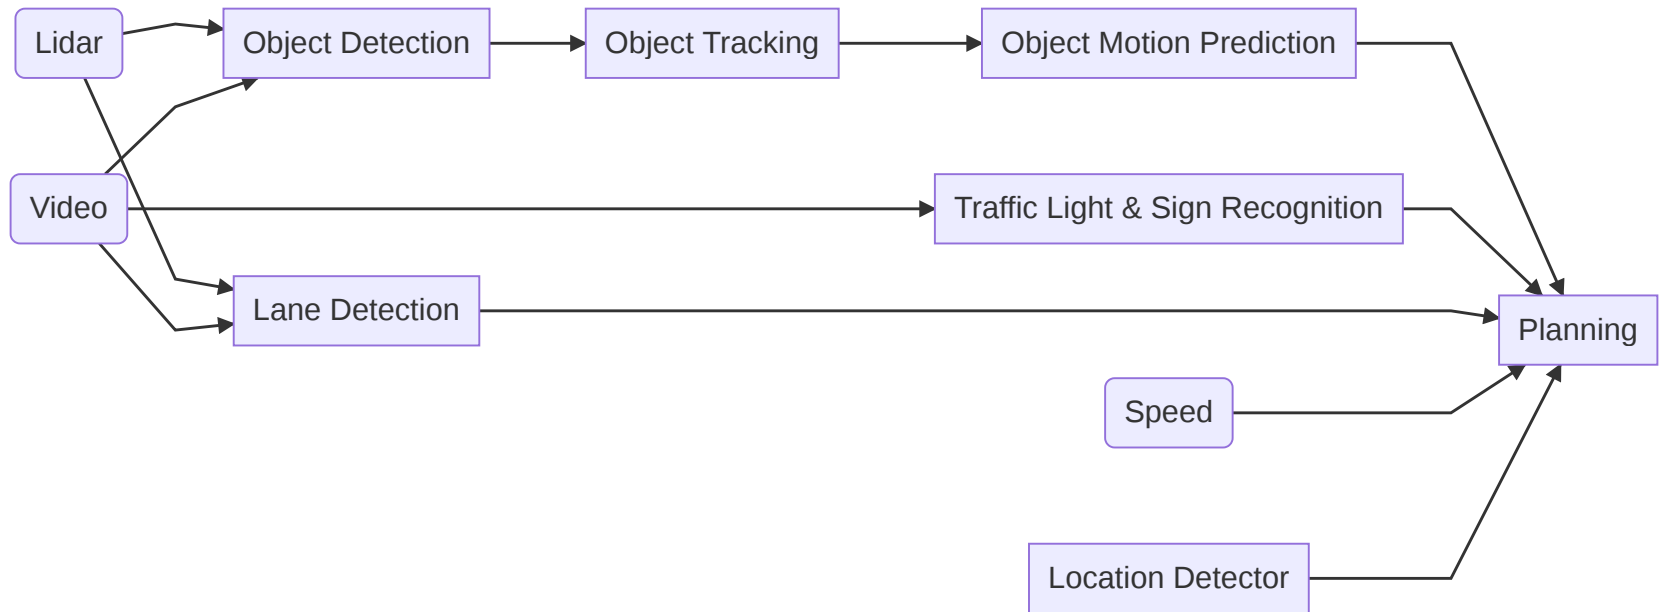 Lidar
Object Detection
Object Tracking
Object Motion Prediction
Video
Traffic Light & Sign Recognition
Lane Detection
Planning
Speed
Location Detector